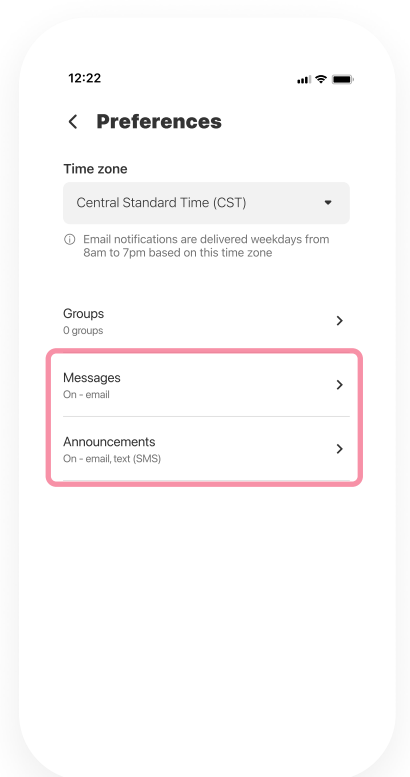 12:22
Preferences
Time zone
Central Standard Time (CST)
Email notifications are delivered weekdays from
8am to 7pm based on this time zone
Groups
0 groups
Messages
On - email
Announcements
On - email, text (SMS)